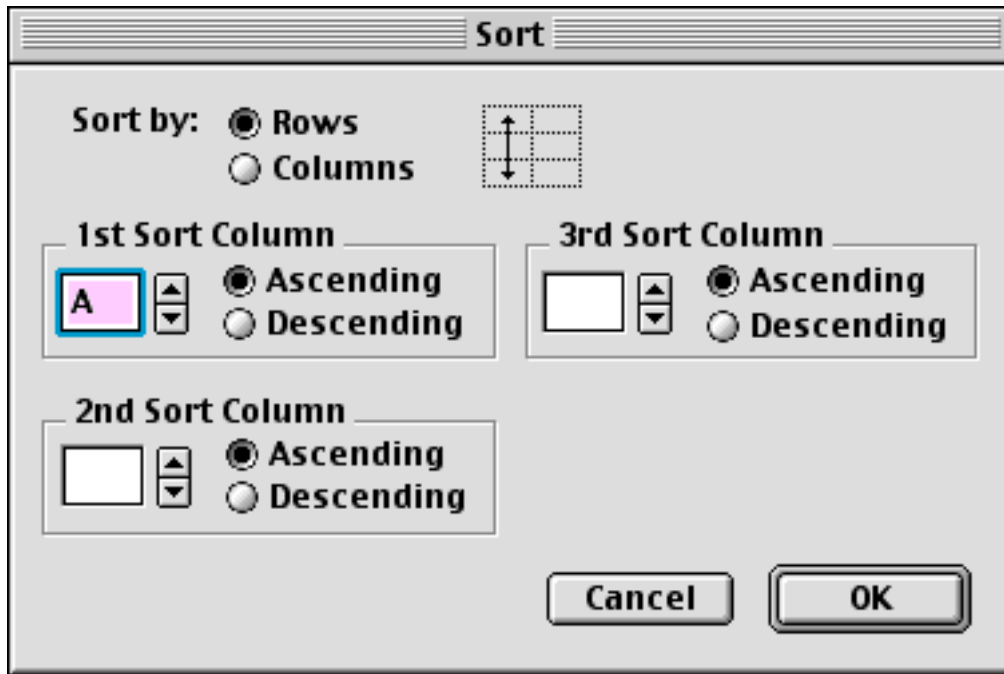 Sort
Sort by: Rows
Columns
1st Sort Column
A
Ascending
Descending
3rd Sort Column
Ascending
Descending
2nd Sort Column
Ascending
Descending
Cancel
OK